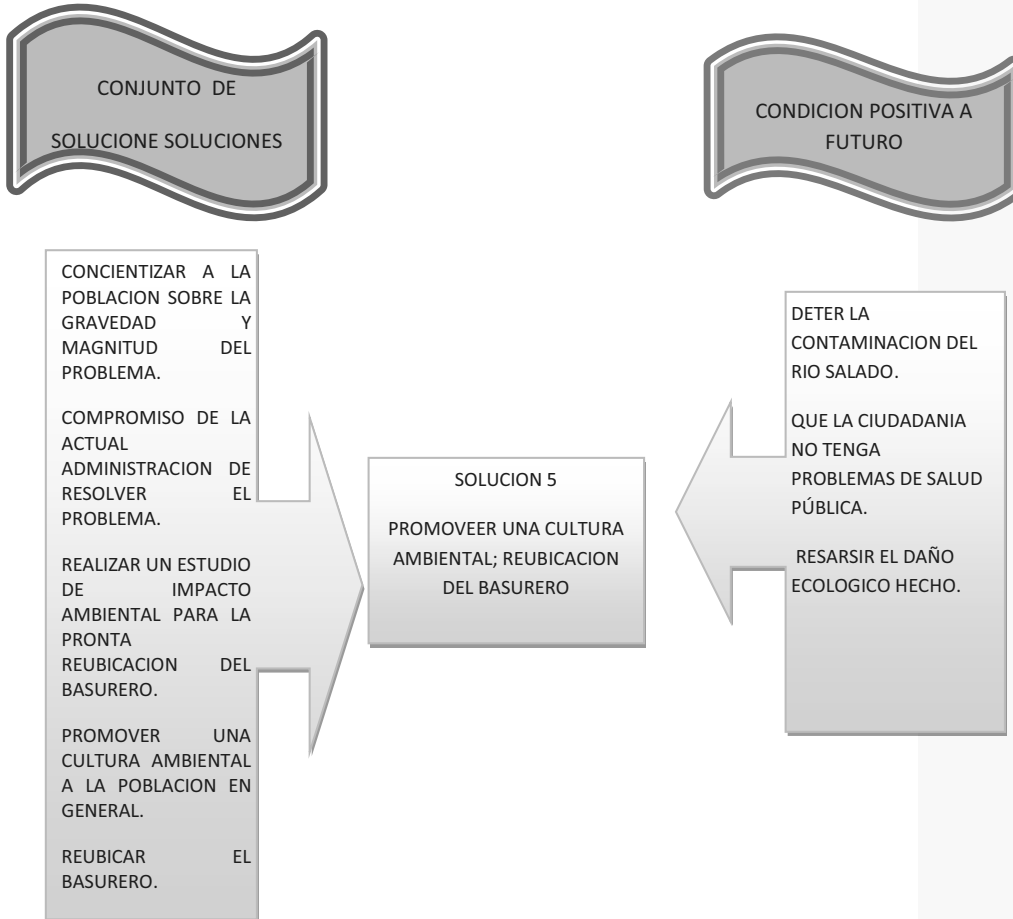 CONJUNTO DE
SOLUCIONE SOLUCIONES
CONDICION POSITIVA A
FUTURO
CONCIENTIZAR A LA
POBLACION SOBRE LA
GRAVEDAD Y
MAGNITUD DEL
PROBLEMA.
COMPROMISO DE LA
ACTUAL
ADMINISTRACION DE
RESOLVER EL
PROBLEMA.
REALIZAR UN ESTUDIO
DE IMPACTO
AMBIENTAL PARA LA
PRONTA
REUBICACION DEL
BASURERO.
PROMOVER UNA
CULTURA AMBIENTAL
A LA POBLACION EN
GENERAL.
REUBICAR EL
BASURERO.
SOLUCION 5
PROMOVEER UNA CULTURA
AMBIENTAL; REUBICACION
DEL BASURERO
DETER LA
CONTAMINACION DEL
RIO SALADO.
QUE LA CIUDADANIA
NO TENGA
PROBLEMAS DE SALUD
PÚBLICA.
RESARSIR EL DAÑO
ECOLOGICO HECHO.